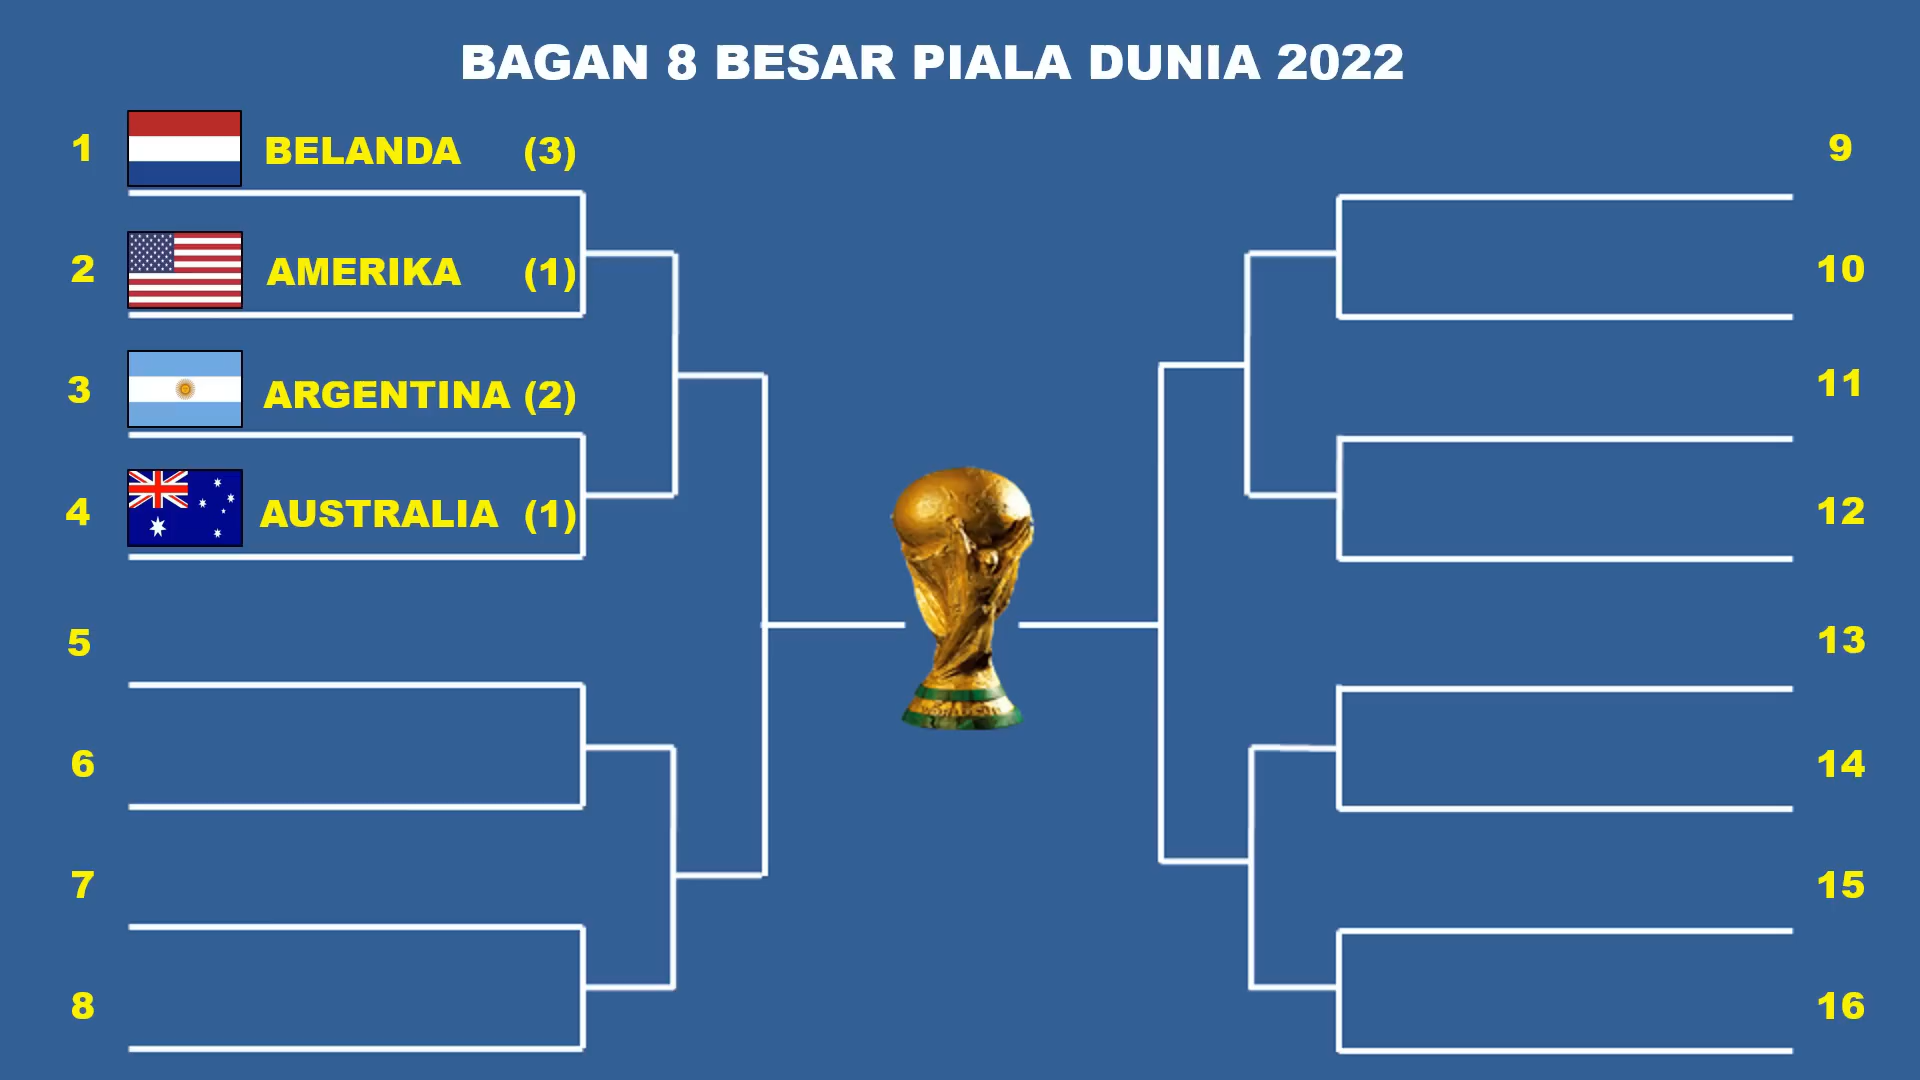 BAGAN 8 BESAR PIALA DUNIA 2022
1 BELANDA (3)
2 AMERIKA (1)
3 ARGENTINA (2)
4 AUSTRALIA (1)
5
6
7
8
9
10
11
12
13
14
15
16